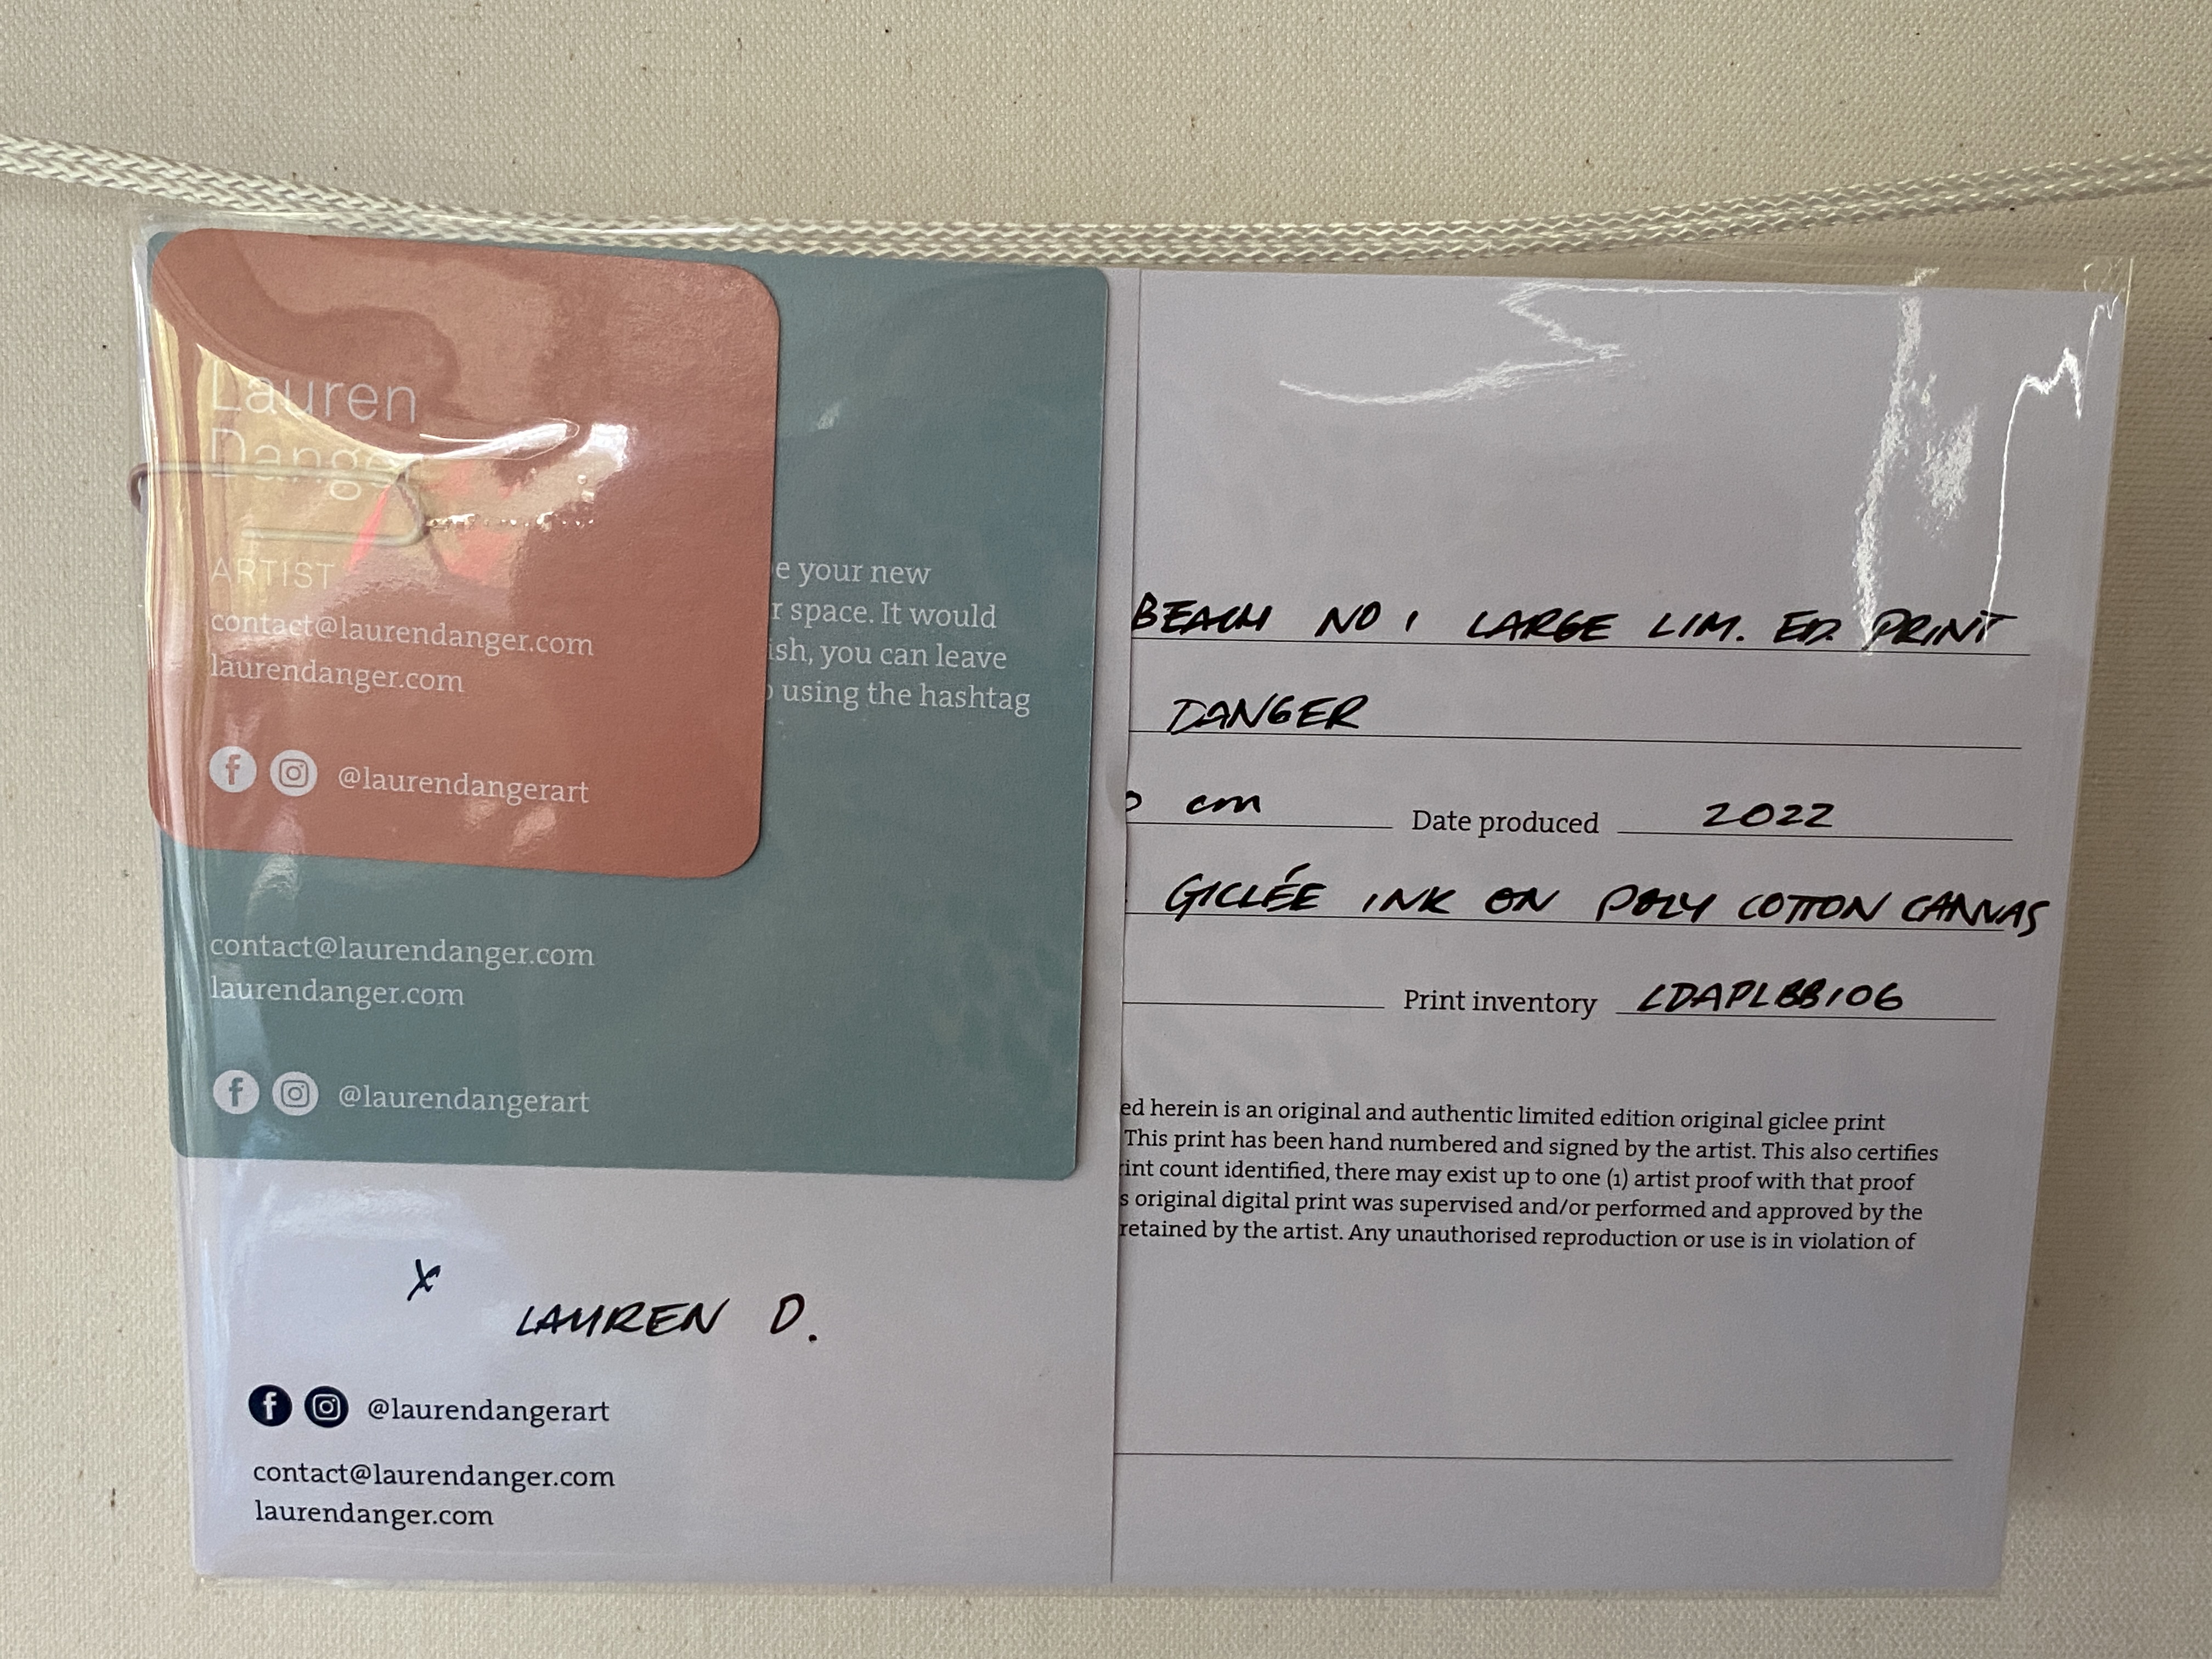 Lauren
Danger
ARTIST
contact@laurendanger.com
laurendanger.com
@laurendangerart
e your new
r space. It would
ish, you can leave
using the hashtag
contact@laurendanger.com
laurendanger.com
@laurendangerart
x
LAUREN D.
@laurendangerart
contact@laurendanger.com
laurendanger.com
BEACH NO 1 LARGE LIM. ED. PRINT
DANGER
cm Date produced 2022
GICLÉE INK ON POLY COTTON CANVAS
Print inventory LDAPLBB106
ed herein is an original and authentic limited edition original giclee print
This print has been hand numbered and signed by the artist. This also certifies
rint count identified, there may exist up to one (1) artist proof with that proof
s original digital print was supervised and/or performed and approved by the
retained by the artist. Any unauthorised reproduction or use is in violation of